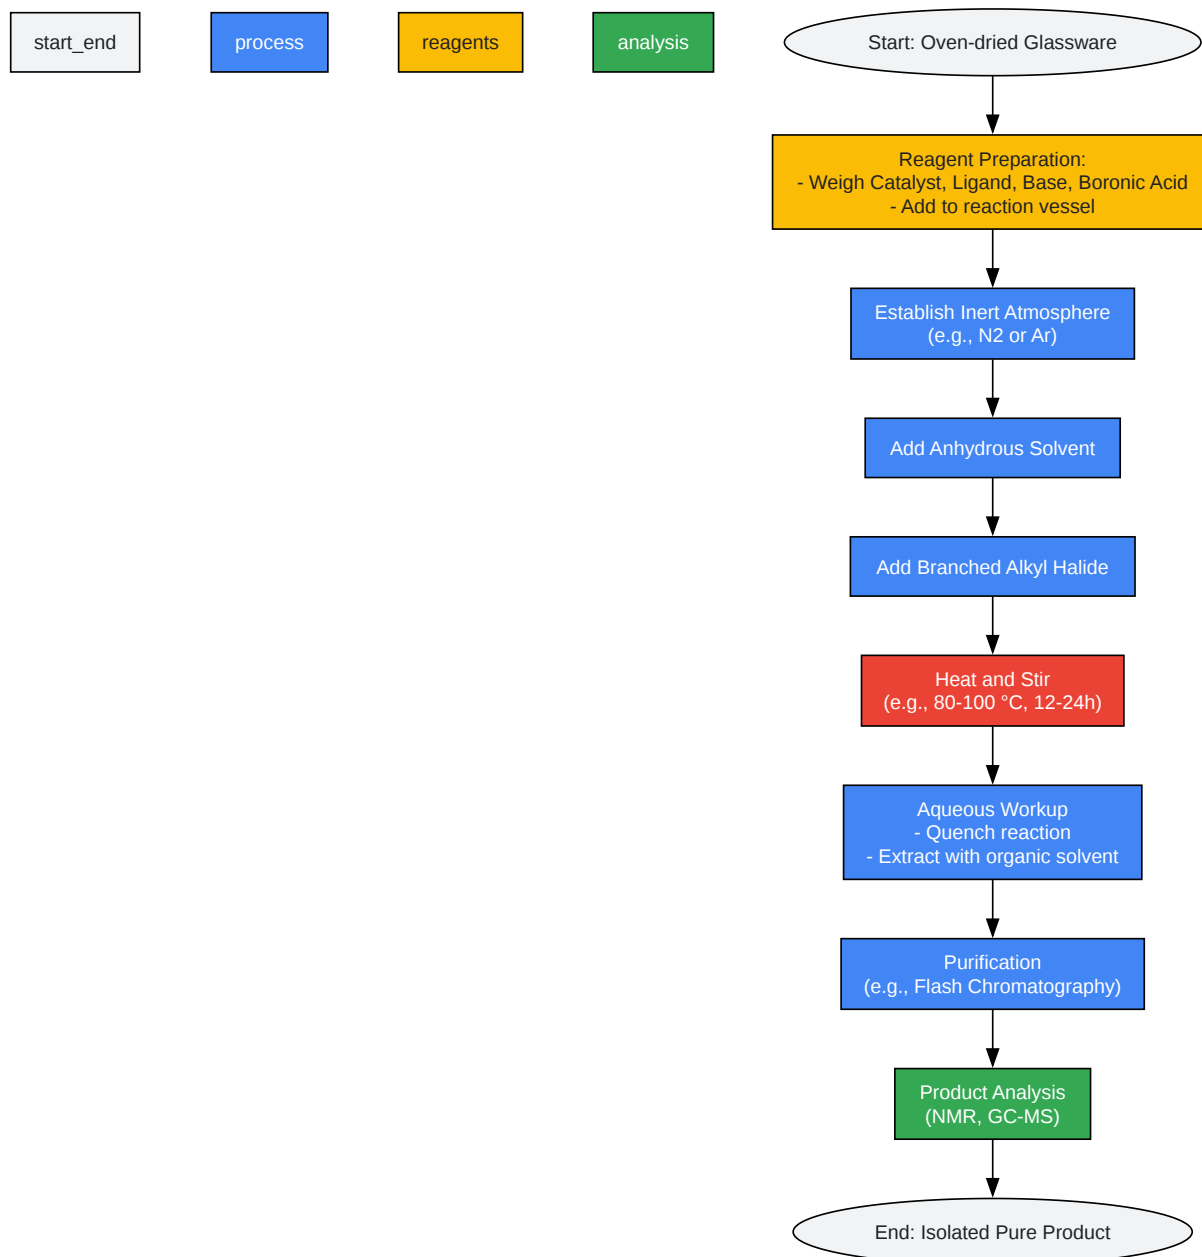 start_end
process
reagents
analysis
Start: Oven-dried Glassware
Reagent Preparation:
- Weigh Catalyst, Ligand, Base, Boronic Acid
- Add to reaction vessel
Establish Inert Atmosphere
(e.g., N2 or Ar)
Add Anhydrous Solvent
Add Branched Alkyl Halide
Heat and Stir
(e.g., 80-100 °C, 12-24h)
Aqueous Workup
- Quench reaction
- Extract with organic solvent
Purification
(e.g., Flash Chromatography)
Product Analysis
(NMR, GC-MS)
End: Isolated Pure Product